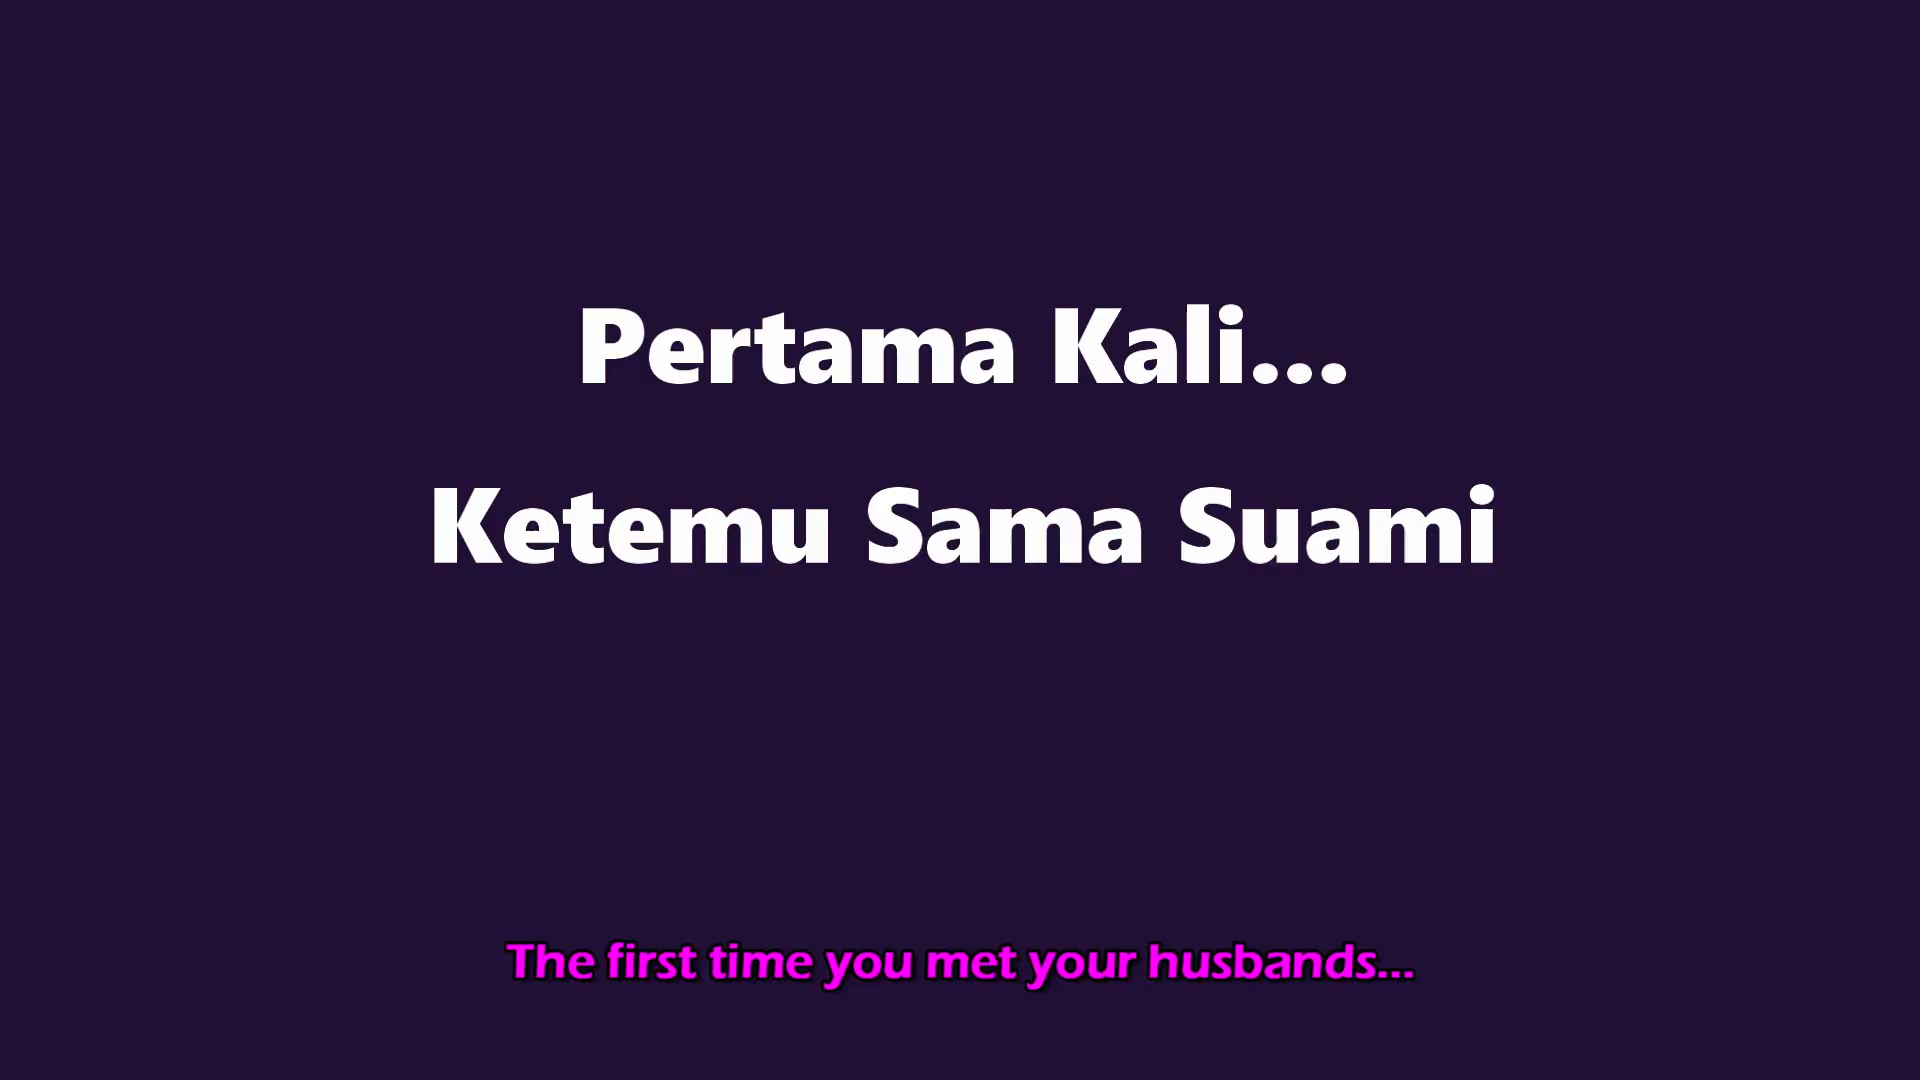 Pertama Kali...
Ketemu Sama Suami
The first time you met your husbands...